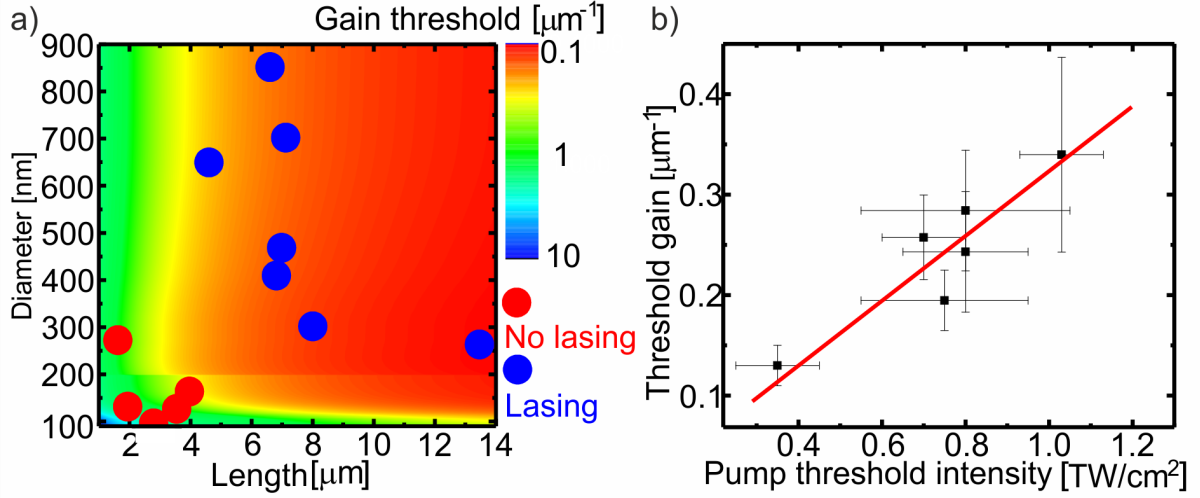 a)
Gain threshold [μm⁻¹]
900
800
700
600
500
400
300
200
100
Diameter [nm]
2 4 6 8 10 12 14
Length[μm]
0.1
1
10
No lasing
Lasing
b)
0.4
0.3
0.2
0.1
Threshold gain [μm⁻¹]
0.4 0.6 0.8 1.0 1.2
Pump threshold intensity [TW/cm²]